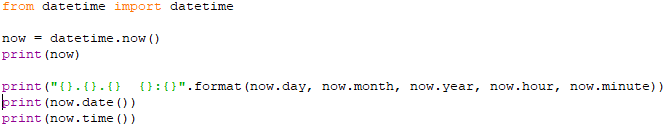 from datetime import datetime
now = datetime.now()
print(now)
print("{}.{}.{}  {}:{}".format(now.day, now.month, now.year, now.hour, now.minute))
print(now.date())
print(now.time())